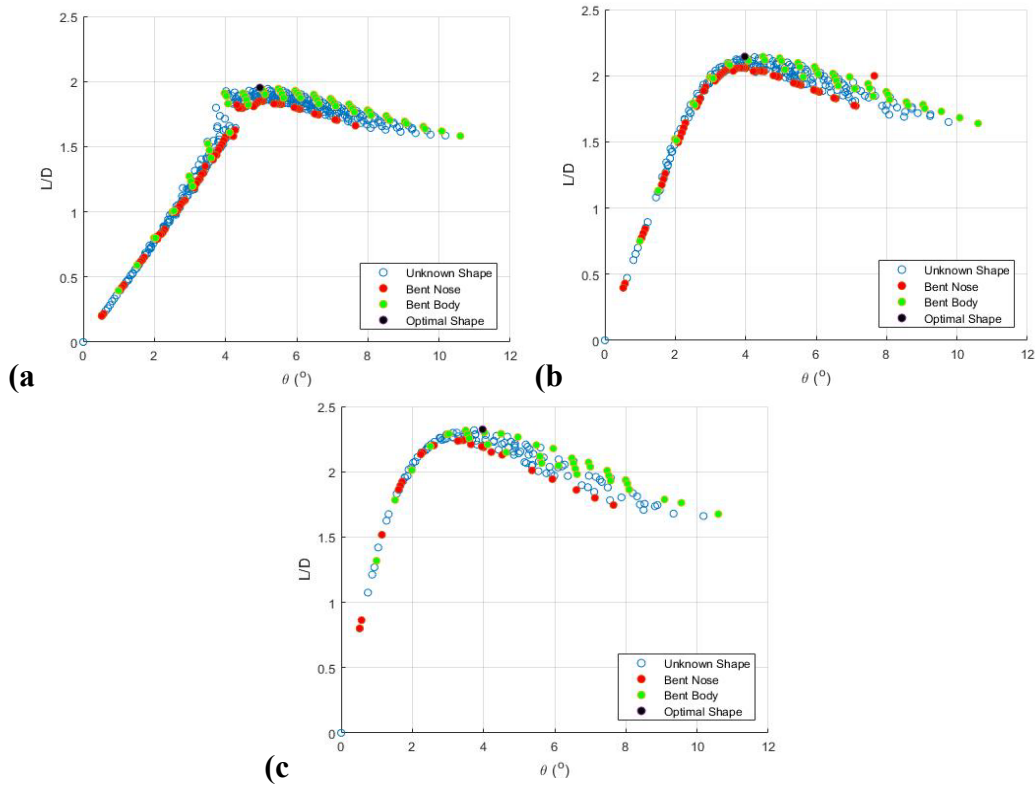 2.5
2
1.5
1
0.5
0
L/D
0 2 4 6 8 10 12
θ (°)
Unknown Shape
Bent Nose
Bent Body
Optimal Shape
(a
2.5
2
1.5
1
0.5
0
L/D
0 2 4 6 8 10 12
θ (°)
Unknown Shape
Bent Nose
Bent Body
Optimal Shape
(b
2.5
2
1.5
1
0.5
0
L/D
0 2 4 6 8 10 12
θ (°)
Unknown Shape
Bent Nose
Bent Body
Optimal Shape
(c